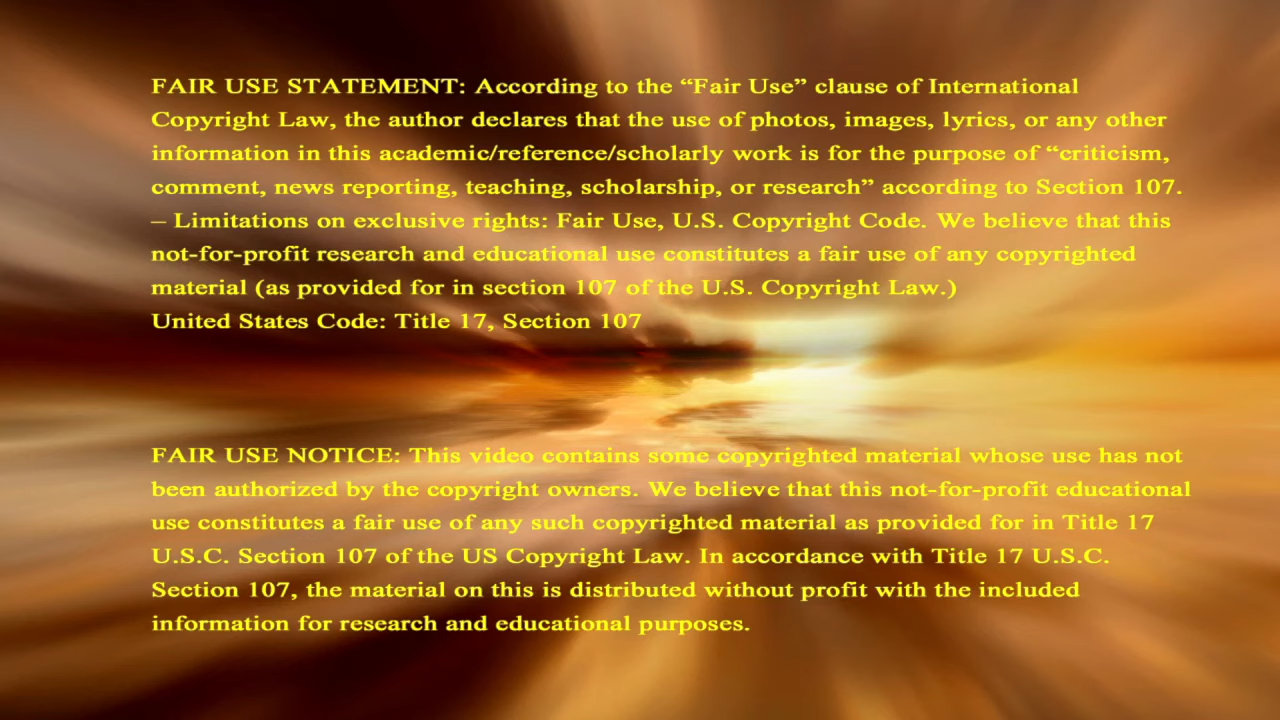 FAIR USE STATEMENT: According to the “Fair Use” clause of International
Copyright Law, the author declares that the use of photos, images, lyrics, or any other
information in this academic/reference/scholarly work is for the purpose of “criticism,
comment, news reporting, teaching, scholarship, or research” according to Section 107.
– Limitations on exclusive rights: Fair Use, U.S. Copyright Code. We believe that this
not-for-profit research and educational use constitutes a fair use of any copyrighted
material (as provided for in section 107 of the U.S. Copyright Law.)
United States Code: Title 17, Section 107
FAIR USE NOTICE: This video contains some copyrighted material whose use has not
been authorized by the copyright owners. We believe that this not-for-profit educational
use constitutes a fair use of any such copyrighted material as provided for in Title 17
U.S.C. Section 107 of the US Copyright Law. In accordance with Title 17 U.S.C.
Section 107, the material on this is distributed without profit with the included
information for research and educational purposes.